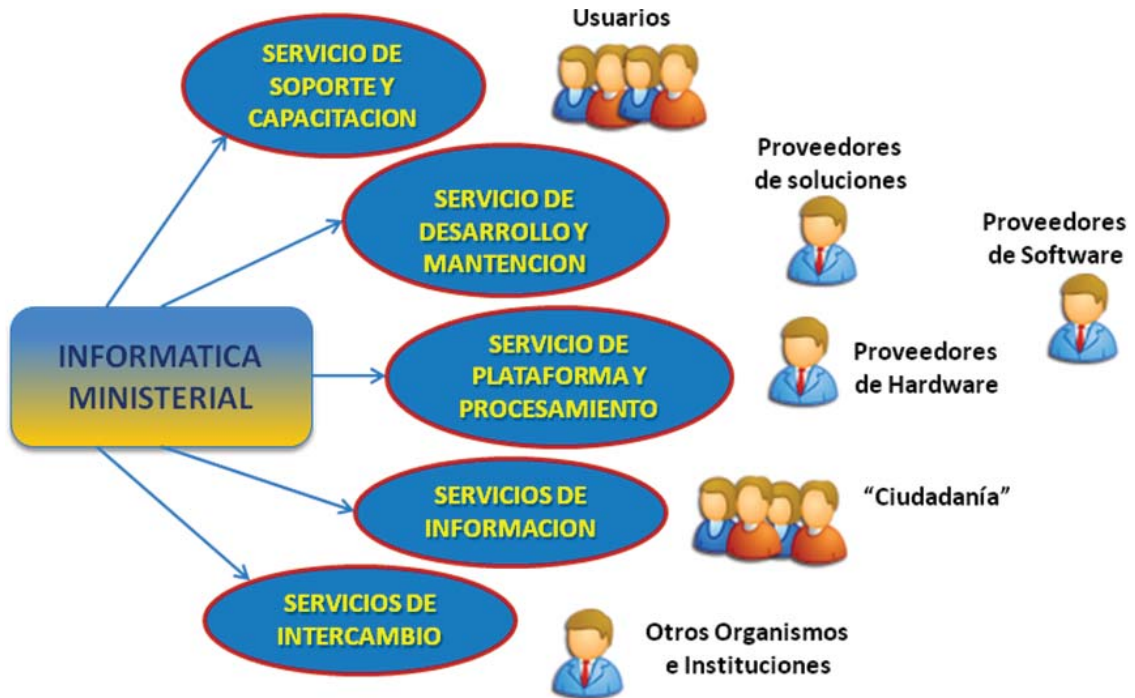 Usuarios
SERVICIO DE
SOPORTE Y
CAPACITACION
Proveedores
de soluciones
SERVICIO DE
DESARROLLO Y
MANTENCION
Proveedores
de Software
INFORMATICA
MINISTERIAL
SERVICIO DE
PLATAFORMA Y
PROCESAMIENTO
Proveedores
de Hardware
SERVICIOS DE
INFORMACION
“Ciudadanía”
SERVICIOS DE
INTERCAMBIO
Otros Organismos
e Instituciones